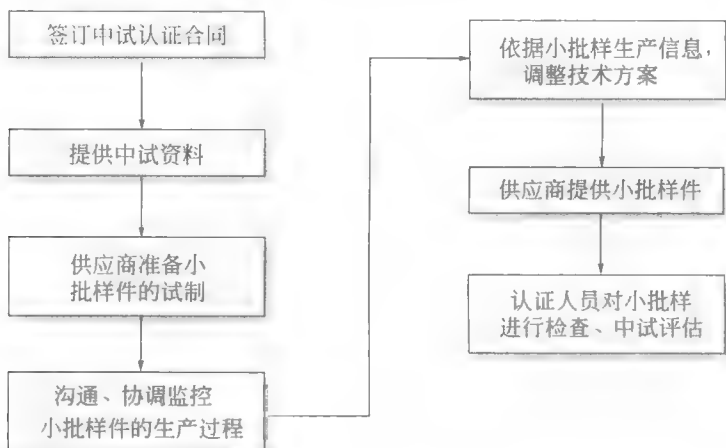 签订中试认证合同
提供中试资料
供应商准备小
批样件的试制
沟通、协调监控
小批样件的生产过程
依据小批样生产信息,
调整技术方案
供应商提供小批样件
认证人员对小批样
进行检查、中试评估